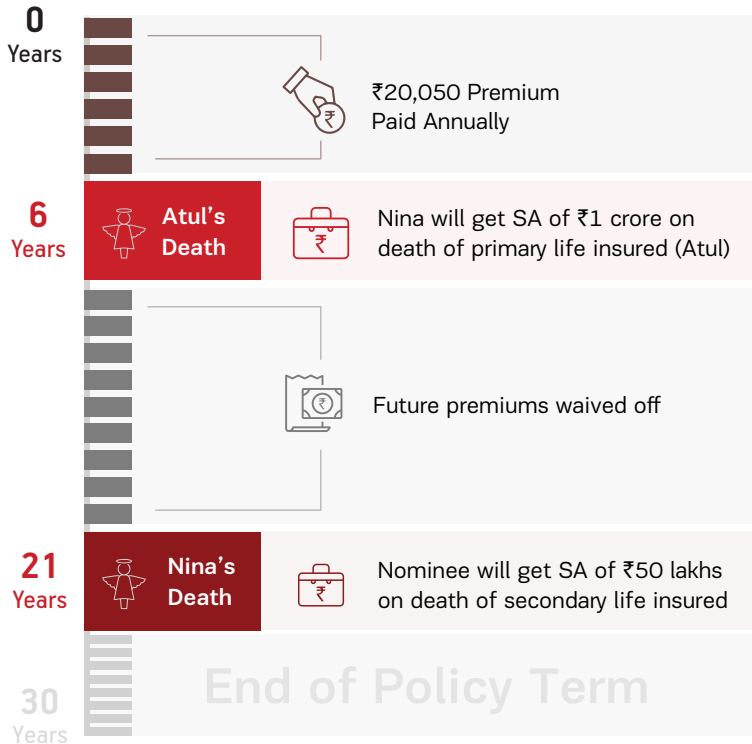 0
Years
₹20,050 Premium
Paid Annually
6
Years
Atul's
Death
₹
Nina will get SA of ₹1 crore on
death of primary life insured (Atul)
₹
Future premiums waived off
21
Years
Nina's
Death
₹
Nominee will get SA of ₹50 lakhs
on death of secondary life insured
30
Years
End of Policy Term